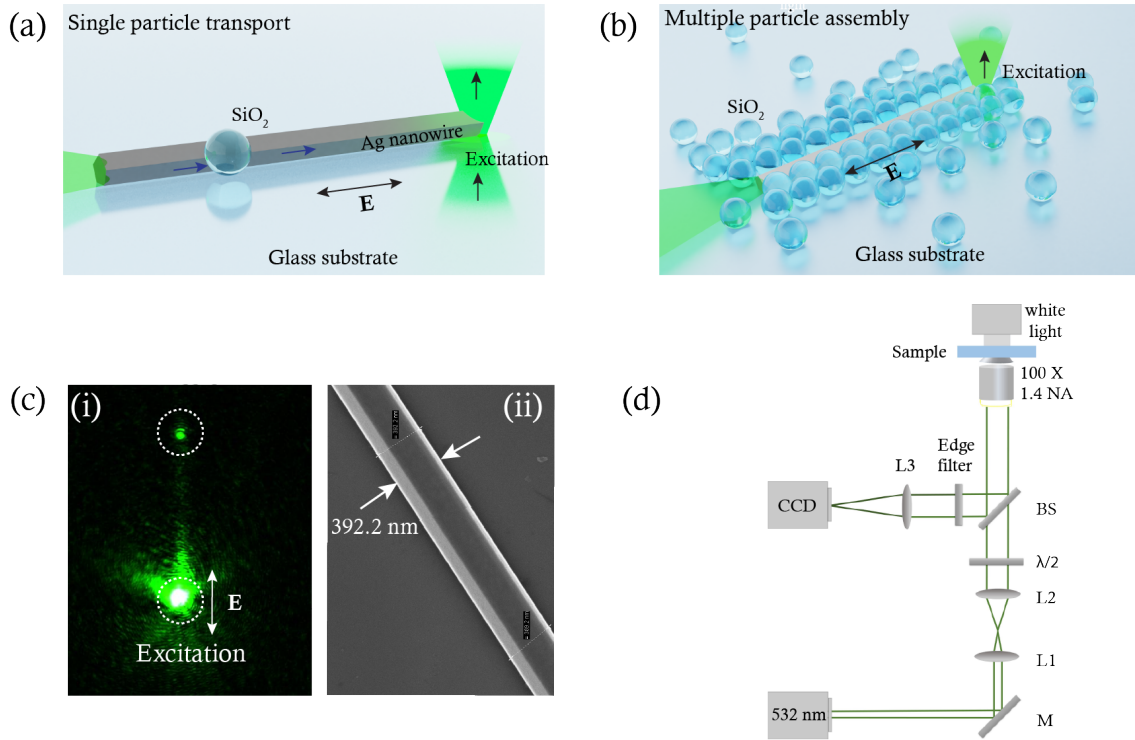 (a)
Single particle transport
SiO2
Ag nanowire
Excitation
E
Glass substrate
(b)
Multiple particle assembly
Excitation
SiO2
E
Glass substrate
(c)
(i)
E
Excitation
(ii)
392.2 nm
(d)
white
light
Sample
100 X
1.4 NA
Edge
filter
L3
CCD
BS
λ/2
L2
L1
532 nm
M